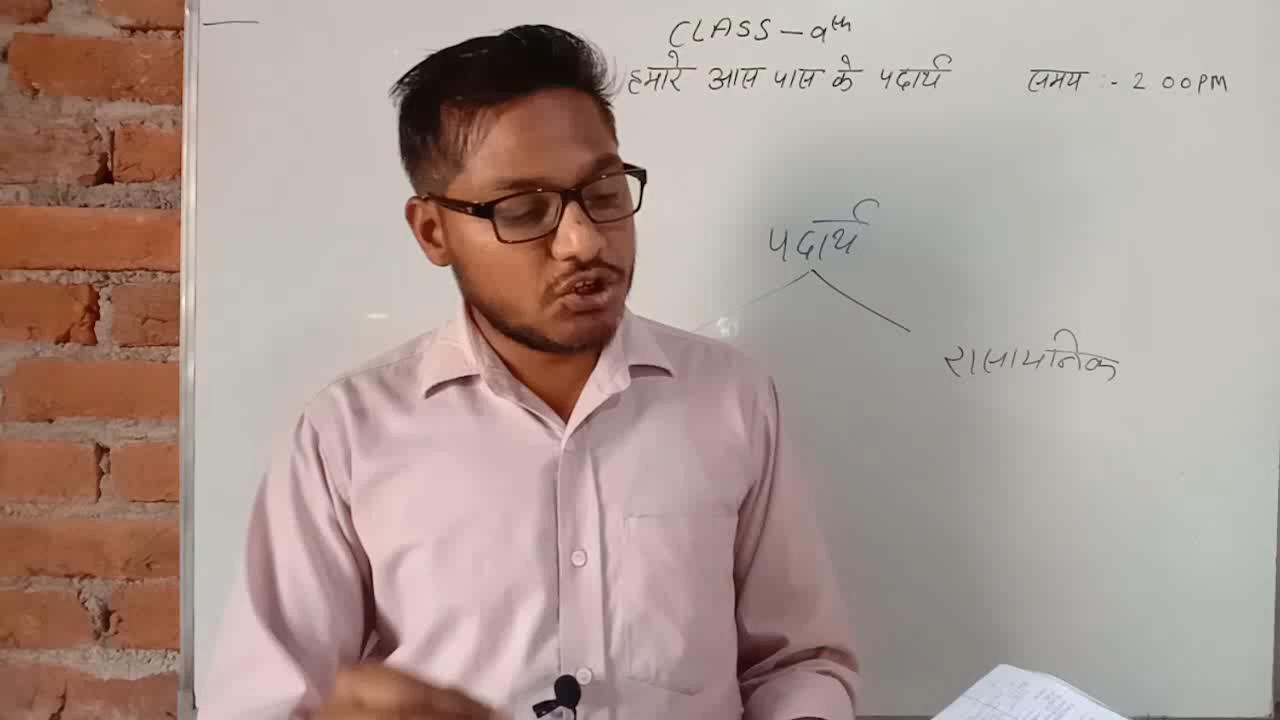 CLASS - 9th
हमारे आस पास के पदार्थ
समय :- 2 00 PM
पदार्थ
रासायनिक